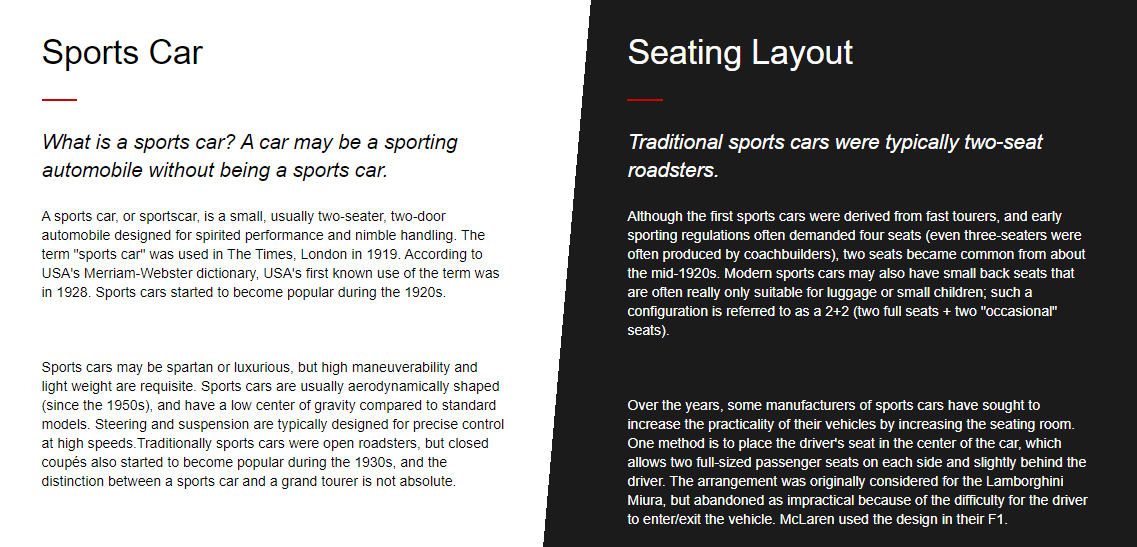 Sports Car
What is a sports car? A car may be a sporting
automobile without being a sports car.
A sports car, or sportscar, is a small, usually two-seater, two-door
automobile designed for spirited performance and nimble handling. The
term "sports car" was used in The Times, London in 1919. According to
USA's Merriam-Webster dictionary, USA's first known use of the term was
in 1928. Sports cars started to become popular during the 1920s.
Sports cars may be spartan or luxurious, but high maneuverability and
light weight are requisite. Sports cars are usually aerodynamically shaped
(since the 1950s), and have a low center of gravity compared to standard
models. Steering and suspension are typically designed for precise control
at high speeds.Traditionally sports cars were open roadsters, but closed
coupés also started to become popular during the 1930s, and the
distinction between a sports car and a grand tourer is not absolute.
Seating Layout
Traditional sports cars were typically two-seat
roadsters.
Although the first sports cars were derived from fast tourers, and early
sporting regulations often demanded four seats (even three-seaters were
often produced by coachbuilders), two seats became common from about
the mid-1920s. Modern sports cars may also have small back seats that
are often really only suitable for luggage or small children; such a
configuration is referred to as a 2+2 (two full seats + two "occasional"
seats).
Over the years, some manufacturers of sports cars have sought to
increase the practicality of their vehicles by increasing the seating room.
One method is to place the driver's seat in the center of the car, which
allows two full-sized passenger seats on each side and slightly behind the
driver. The arrangement was originally considered for the Lamborghini
Miura, but abandoned as impractical because of the difficulty for the driver
to enter/exit the vehicle. McLaren used the design in their F1.